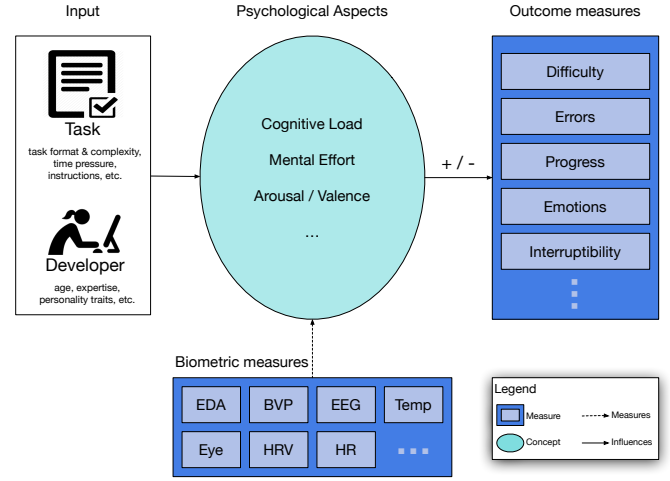 Input
Psychological Aspects
Outcome measures
Task
task format & complexity,
time pressure,
instructions, etc.
Developer
age, expertise,
personality traits, etc.
Cognitive Load
Mental Effort
Arousal / Valence
...
+ / -
Difficulty
Errors
Progress
Emotions
Interruptibility
Biometric measures
EDA BVP EEG Temp
Eye HRV HR
Legend
Measure Measures
Concept Influences